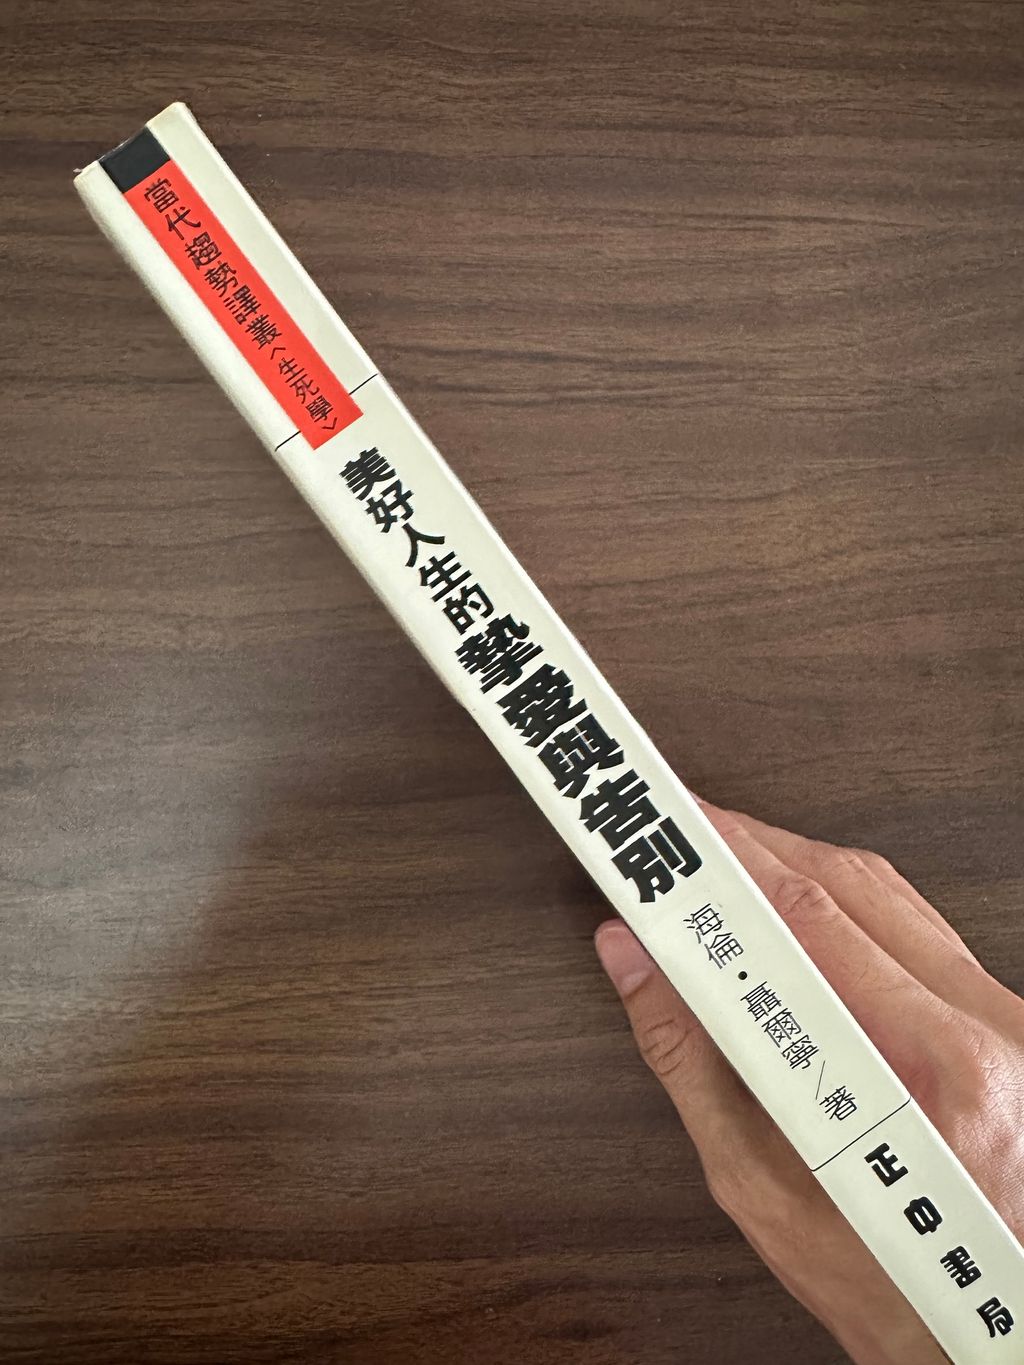 當代趨勢譯叢〈生死學〉
美好人生的摯愛與告別
海倫・聶爾寧／著
正中書局